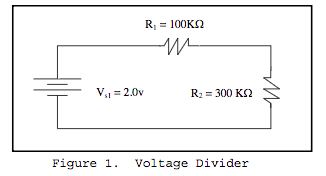 R₁ = 100KΩ
Vₛ₁ = 2.0v
R₂ = 300 KΩ
Figure 1. Voltage Divider